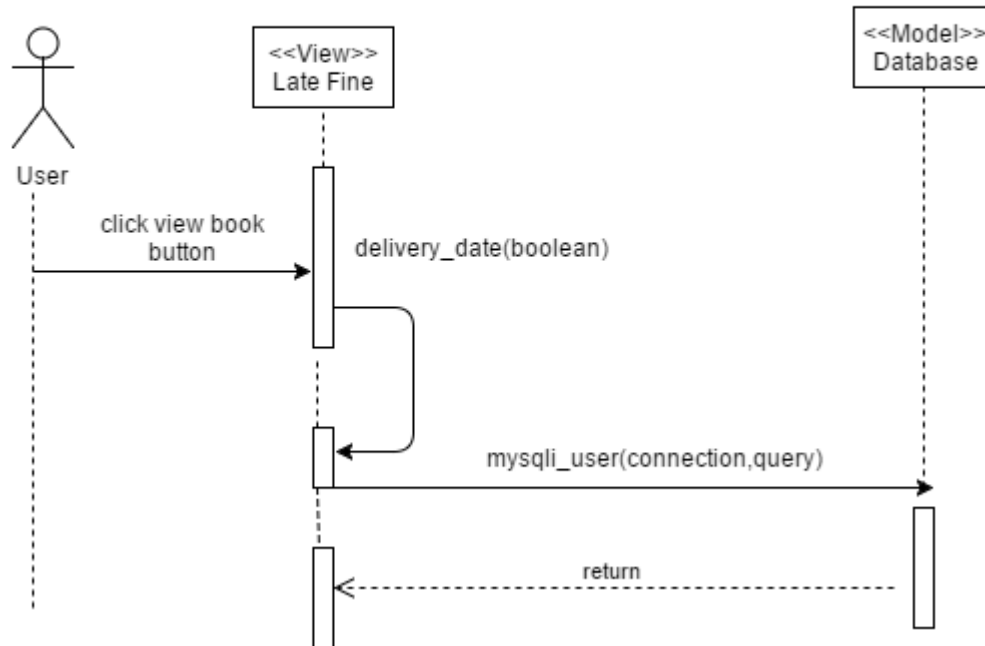 <<View>>
Late Fine
<<Model>>
Database
User
click view book
button
delivery_date(boolean)
mysqli_user(connection,query)
return